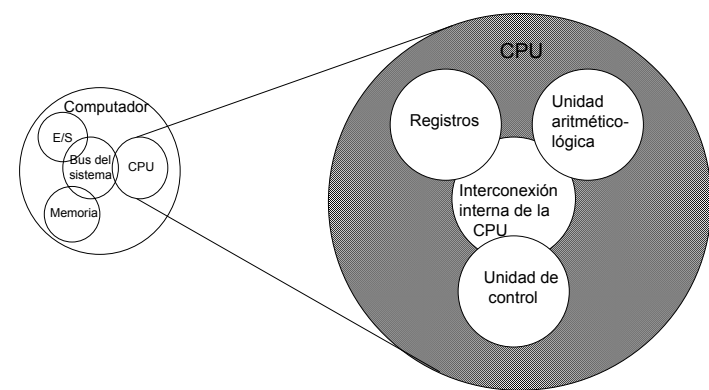 Computador
E/S
Bus del
sistema
CPU
Memoria
CPU
Registros
Unidad
aritmético-
lógica
Interconexión
interna de la
CPU
Unidad de
control